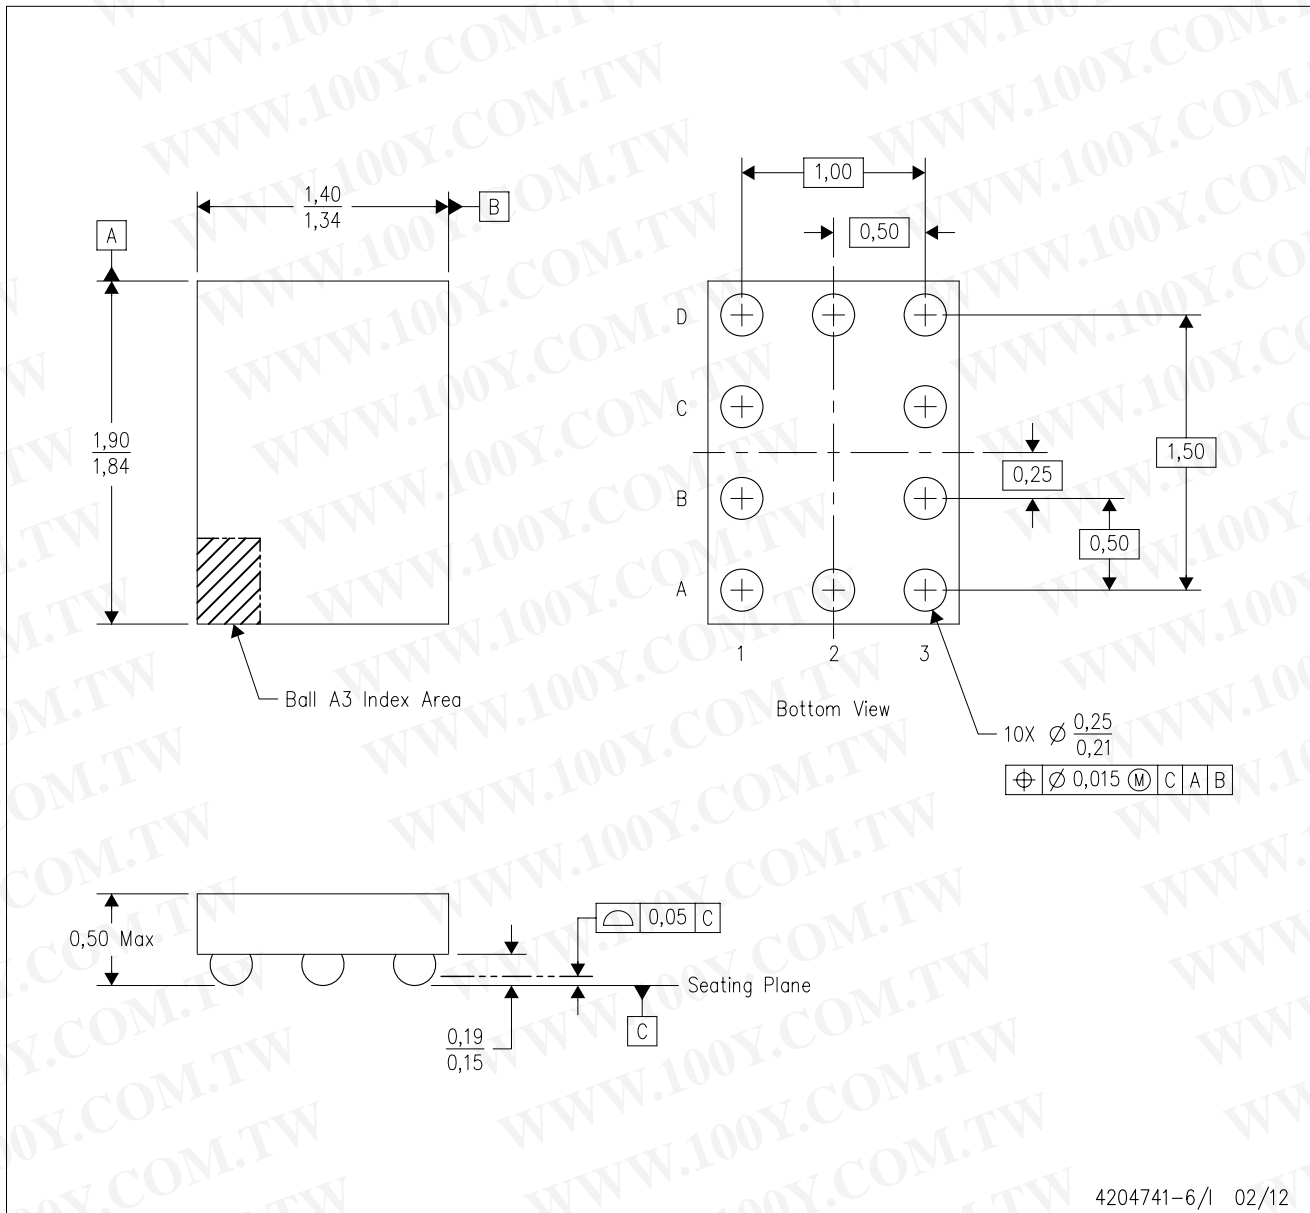 1,40
1,34
B
A
1,90
1,84
Ball A3 Index Area
1,00
0,50
D
C
B
A
1 2 3
0,25
0,50
1,50
Bottom View
10X Ø 0,25
0,21
⌖ Ø 0,015 Ⓜ C A B
0,50 Max
0,05 C
Seating Plane
C
0,19
0,15
4204741-6/I 02/12
WWW.100Y.COM.TW